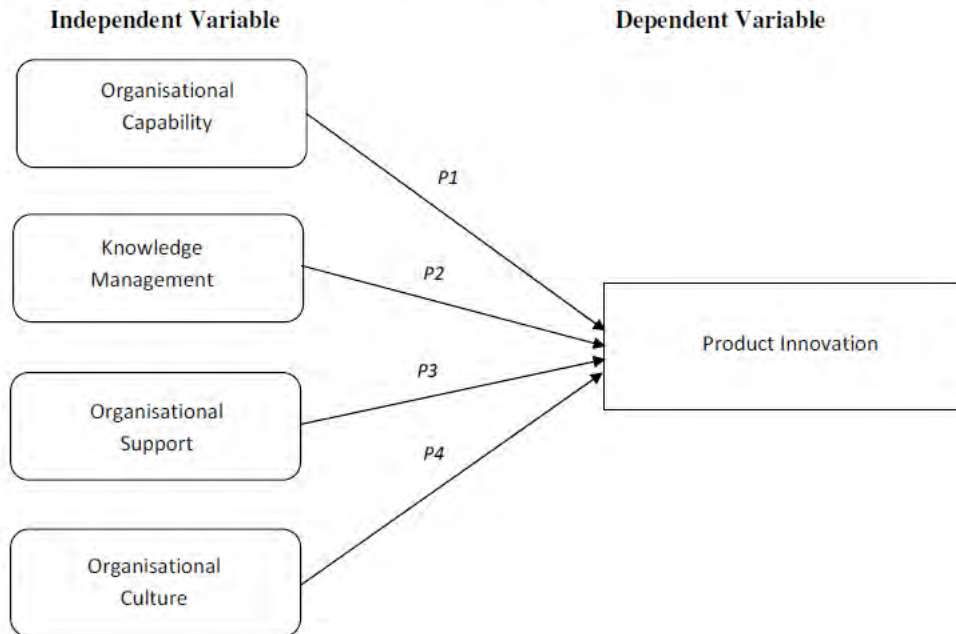 Independent Variable
Dependent Variable
Organisational
Capability
P1
Knowledge
Management
P2
Product Innovation
Organisational
Support
P3
P4
Organisational
Culture